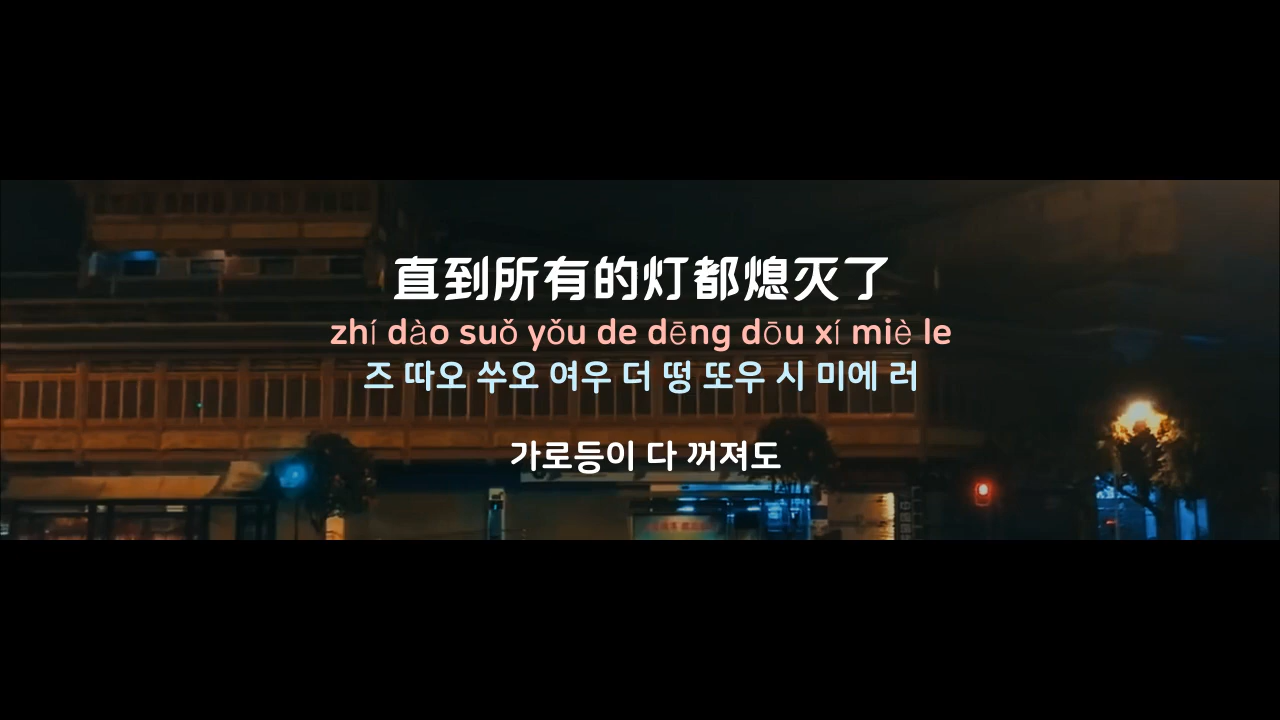 直到所有的灯都熄灭了
zhí dào suǒ yǒu de dēng dōu xí miè le
즈 따오 쑤오 여우 더 떵 또우 시 미에 러
가로등이 다 꺼져도